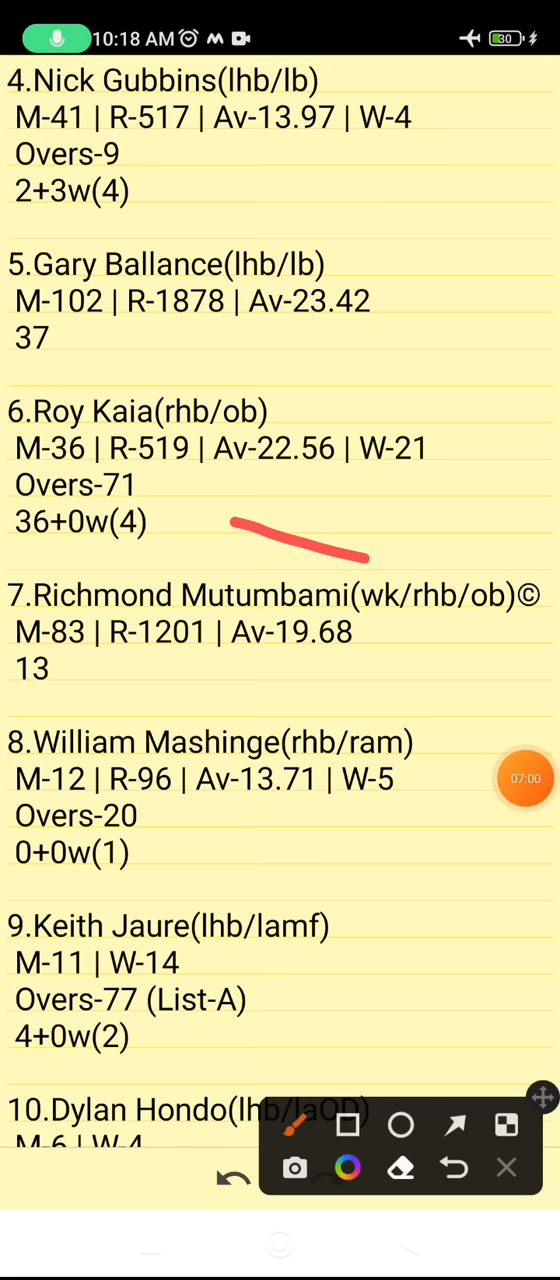 10:18 AM
30
4.Nick Gubbins(lhb/lb)
M-41 | R-517 | Av-13.97 | W-4
Overs-9
2+3w(4)
5.Gary Ballance(lhb/lb)
M-102 | R-1878 | Av-23.42
37
6.Roy Kaia(rhb/ob)
M-36 | R-519 | Av-22.56 | W-21
Overs-71
36+0w(4)
7.Richmond Mutumbami(wk/rhb/ob)©
M-83 | R-1201 | Av-19.68
13
8.William Mashinge(rhb/ram)
M-12 | R-96 | Av-13.71 | W-5
07:00
Overs-20
0+0w(1)
9.Keith Jaure(lhb/lamf)
M-11 | W-14
Overs-77 (List-A)
4+0w(2)
10.Dylan Hondo(lhb/laOD)
M-6 | W-4